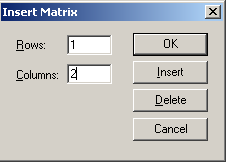 Insert Matrix
Rows: 1
OK
Columns: 2
Insert
Delete
Cancel